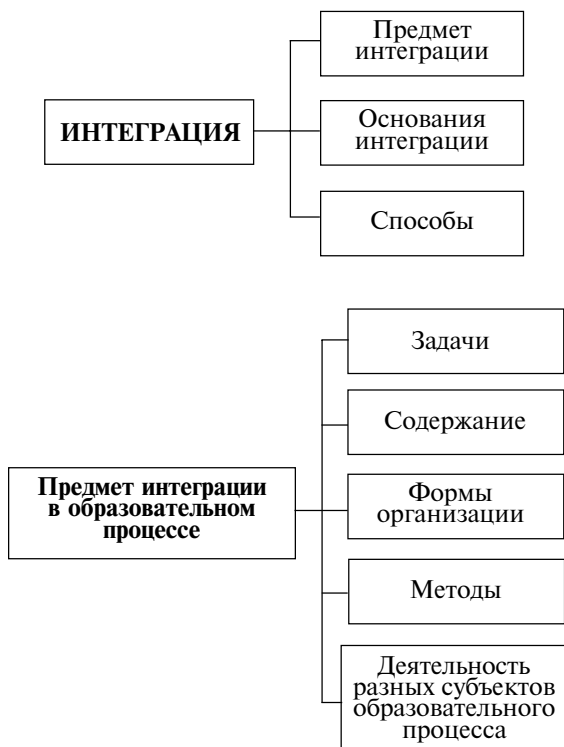 Предмет
интеграции
ИНТЕГРАЦИЯ
Основания
интеграции
Способы
Задачи
Содержание
Предмет интеграции
в образовательном
процессе
Формы
организации
Методы
Деятельность
разных субъектов
образовательного
процесса